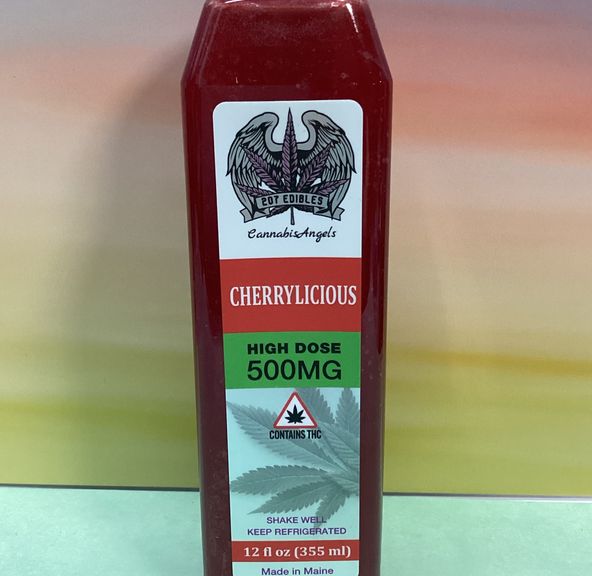 207 EDIBLES
CannabisAngels
CHERRYLICIOUS
HIGH DOSE
500MG
CONTAINS THC
SHAKE WELL
KEEP REFRIGERATED
12 fl oz (355 ml)
Made in Maine